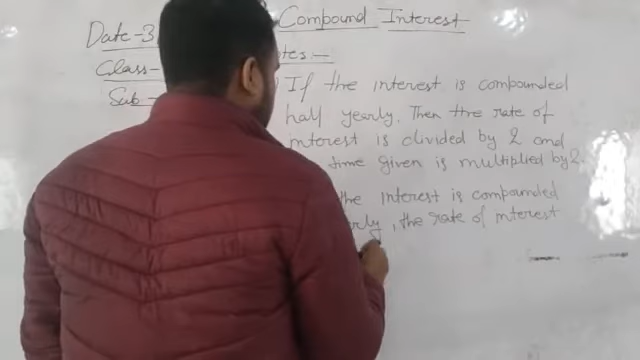 Compound Interest
Date-3
Class-
Sub-
tes:-
If the interest is compounded
half yearly, Then the rate of
interest is divided by 2 and
time given is multiplied by 2.
the interest is compounded
rly, the rate of interest